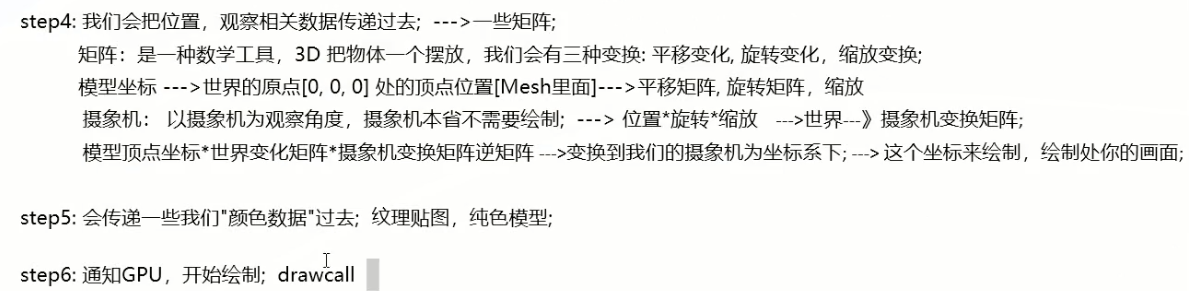 step4: 我们会把位置，观察相关数据传递过去;  --->一些矩阵;
矩阵：是一种数学工具，3D 把物体一个摆放，我们会有三种变换: 平移变化, 旋转变化，缩放变换;
模型坐标 --->世界的原点[0, 0, 0] 处的顶点位置[Mesh里面]--->平移矩阵, 旋转矩阵，缩放
摄象机： 以摄象机为观察角度，摄象机本省不需要绘制;  ---> 位置*旋转*缩放   --->世界---》摄象机变换矩阵;
模型顶点坐标*世界变化矩阵*摄象机变换矩阵逆矩阵 --->变换到我们的摄象机为坐标系下; ---> 这个坐标来绘制，绘制处你的画面;
step5: 会传递一些我们"颜色数据"过去;  纹理贴图，纯色模型;
step6: 通知GPU，开始绘制;  drawcall